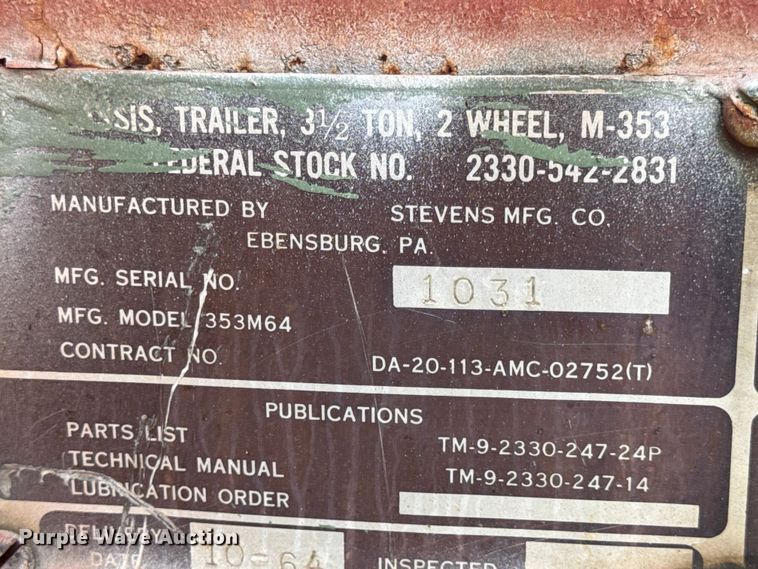 SIS, TRAILER, 3½ TON, 2 WHEEL, M-353
FEDERAL STOCK NO. 2330-542-2831
MANUFACTURED BY STEVENS MFG. CO.
EBENSBURG, PA.
MFG. SERIAL NO. 1031
MFG. MODEL 353M64
CONTRACT NO. DA-20-113-AMC-02752(T)
PUBLICATIONS
PARTS LIST TM-9-2330-247-24P
TECHNICAL MANUAL TM-9-2330-247-14
LUBRICATION ORDER
DELIVERY
DATE 10-64 INSPECTED
Purple Wave Auction